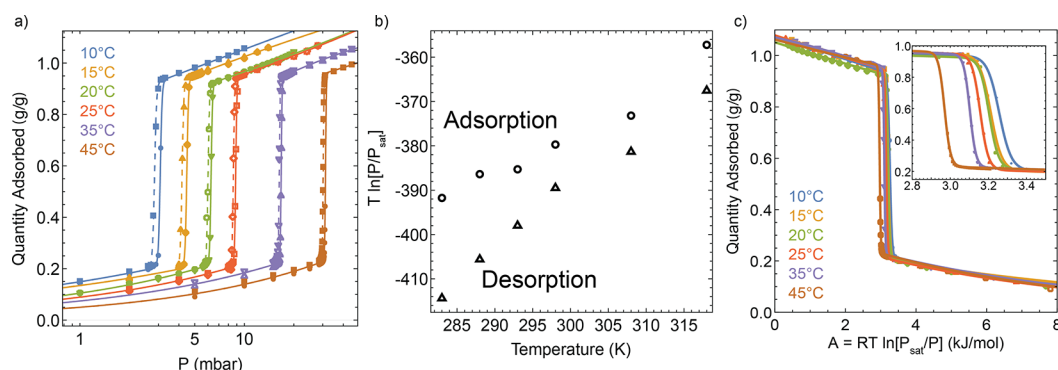 a)
10°C
15°C
20°C
25°C
35°C
45°C
Quantity Adsorbed (g/g)
1.0
0.8
0.6
0.4
0.2
0.0
1
5
10
P (mbar)
b)
T ln[P/Psat]
-360
-370
-380
-390
-400
-410
Adsorption
Desorption
285 290 295 300 305 310 315
Temperature (K)
c)
Quantity Adsorbed (g/g)
1.0
0.8
0.6
0.4
0.2
0.0
1.0
0.8
0.6
0.4
0.2
2.8 3.0 3.2 3.4
10°C
15°C
20°C
25°C
35°C
45°C
0 2 4 6 8
A = RT ln[Psat/P] (kJ/mol)